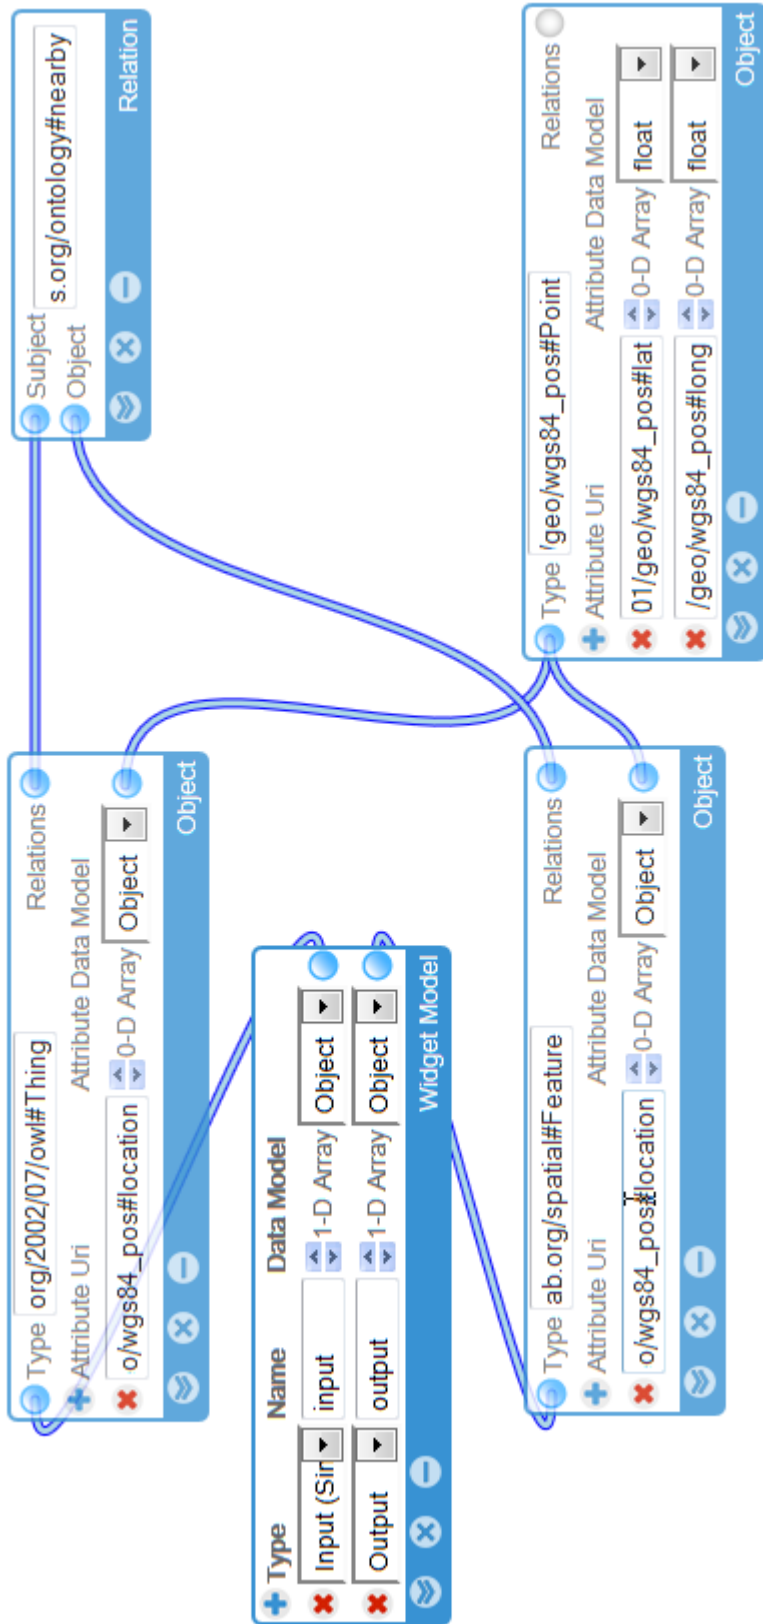 Type org/2002/07/owl#Thing Relations
Attribute Uri Attribute Data Model
o/wgs84_pos#location 0-D Array Object
Object
Subject
s.org/ontology#nearby
Object
Relation
Type Name Data Model
Input (Sin input 1-D Array Object
Output output 1-D Array Object
Widget Model
Type ab.org/spatial#Feature Relations
Attribute Uri Attribute Data Model
o/wgs84_pos#location 0-D Array Object
Object
Type /geo/wgs84_pos#Point Relations
Attribute Uri Attribute Data Model
01/geo/wgs84_pos#lat 0-D Array float
/geo/wgs84_pos#long 0-D Array float
Object